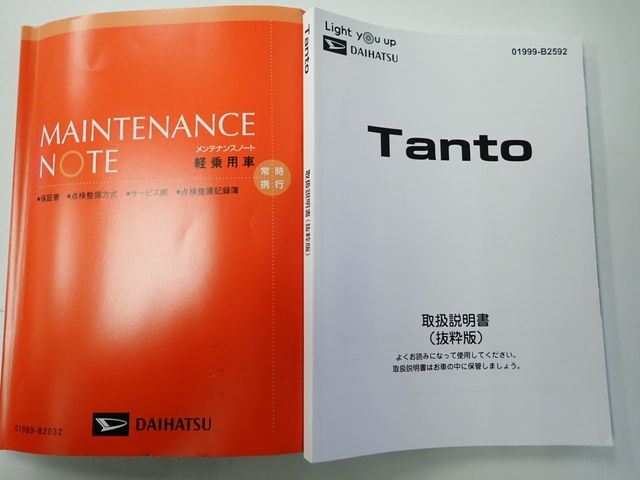 MAINTENANCE
NOTE
メンテナンスノート
軽乗用車
常時
携行
●保証書 ●点検整備方式 ●サービス網 ●点検整備記録簿
01989-B2032
DAIHATSU
Tanto
取扱説明書(抜粋版)
Light you up
DAIHATSU
01999-B2592
Tanto
取扱説明書
(抜粋版)
よくお読みになって使用してください。
取扱説明書はお車の中に保管しましょう。